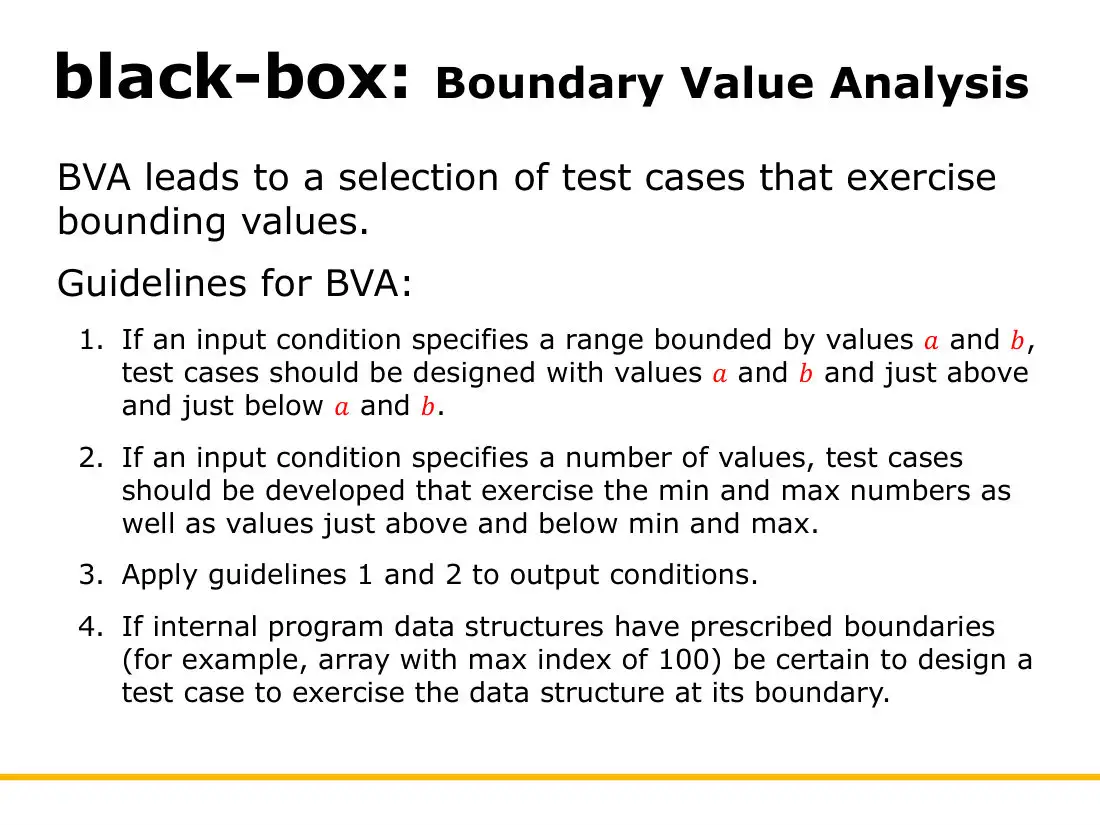 black-box: Boundary Value Analysis
BVA leads to a selection of test cases that exercise
bounding values.
Guidelines for BVA:
1. If an input condition specifies a range bounded by values a and b,
test cases should be designed with values a and b and just above
and just below a and b.
2. If an input condition specifies a number of values, test cases
should be developed that exercise the min and max numbers as
well as values just above and below min and max.
3. Apply guidelines 1 and 2 to output conditions.
4. If internal program data structures have prescribed boundaries
(for example, array with max index of 100) be certain to design a
test case to exercise the data structure at its boundary.